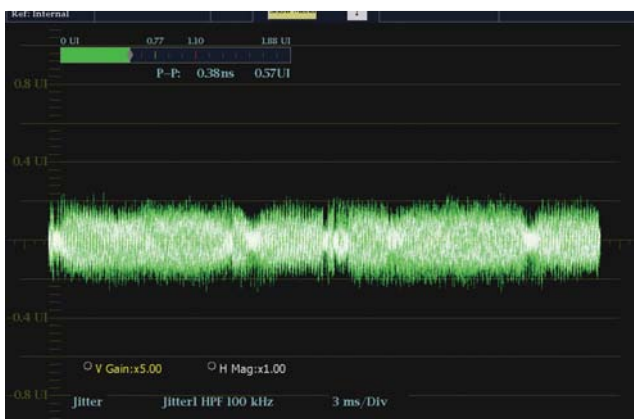 Ref: Internal
0 UI 0.77 1.10 1.88 UI
P-P: 0.38ns 0.57UI
0.8 UI
0.4 UI
-0.4 UI
V Gain:x5.00 H Mag:x1.00
-0.8 UI
Jitter Jitter1 HPF 100 kHz 3 ms/Div